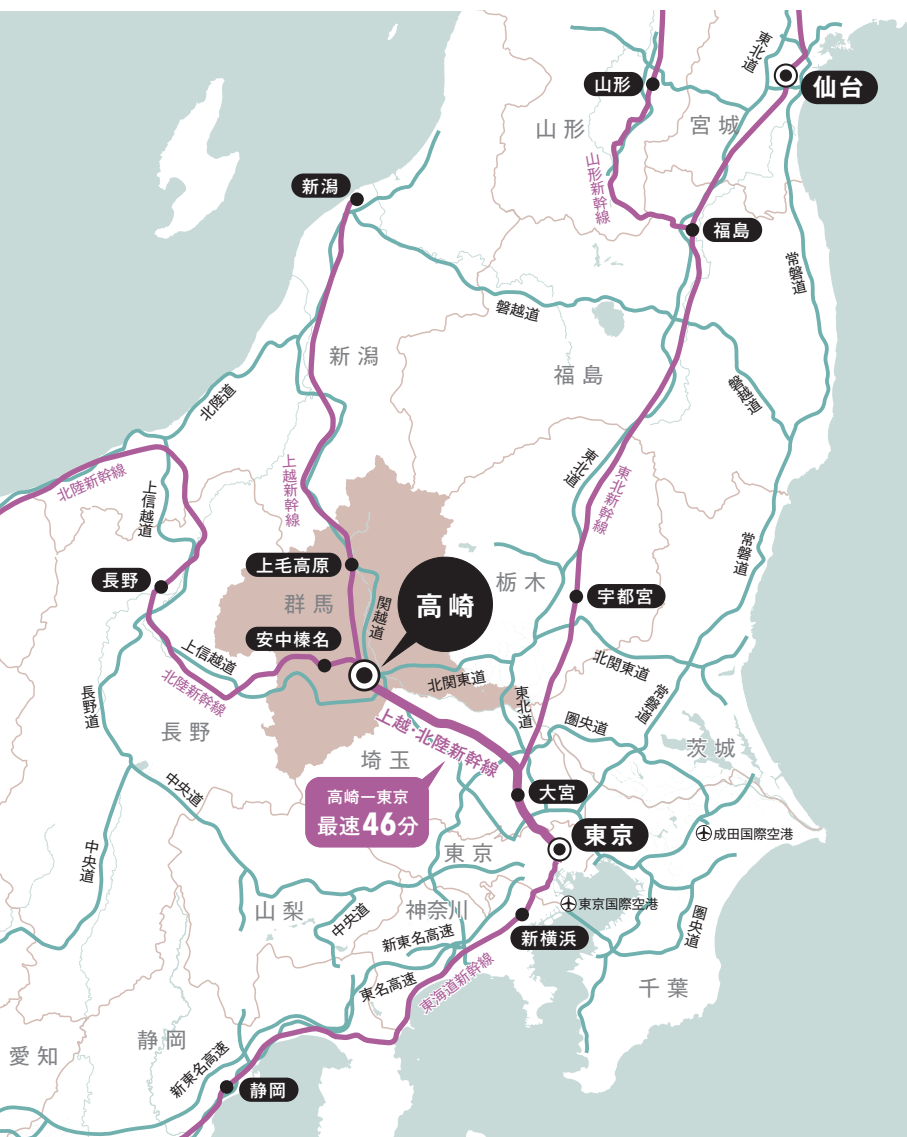 東北道
仙台
山形
宮城
山形
山形新幹線
新潟
福島
常磐道
磐越道
新潟
福島
磐越道
北陸道
東北道
東北新幹線
北陸新幹線
上信越道
上越新幹線
常磐道
上毛高原
長野
栃木
宇都宮
群馬
関越道
高崎
安中榛名
上信越道
北関東道
北陸新幹線
北関東道
長野道
常磐道
東北道
圏央道
上越・北陸新幹線
長野
茨城
埼玉
高崎ー東京
最速46分
中央道
大宮
東京
成田国際空港
中央道
東京
東京国際空港
山梨
中央道
神奈川
圏央道
新東名高速
新横浜
東名高速
東海道新幹線
千葉
静岡
愛知
新東名高速
静岡